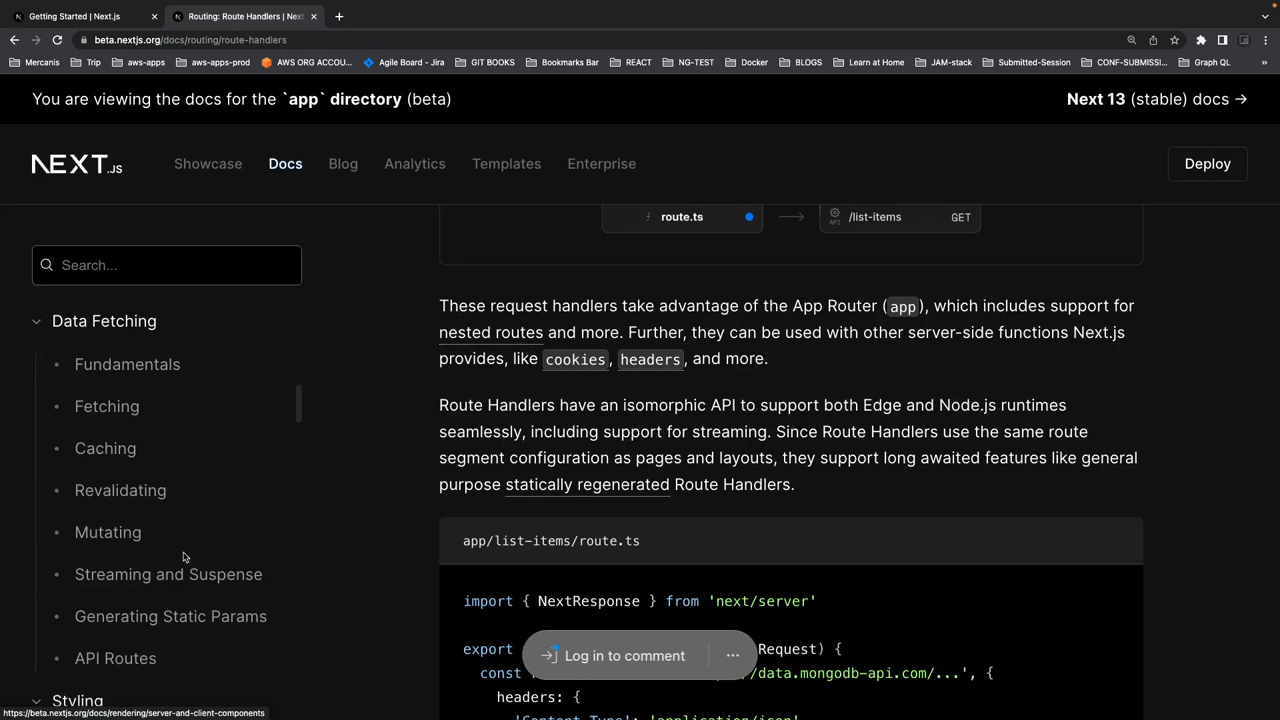 Getting Started | Next.js
Routing: Route Handlers | Next
beta.nextjs.org/docs/routing/route-handlers
Mercanis
Trip
aws-apps
aws-apps-prod
AWS ORG ACCOU...
Agile Board - Jira
GIT BOOKS
Bookmarks Bar
REACT
NG-TEST
Docker
BLOGS
Learn at Home
JAM-stack
Submitted-Session
CONF-SUBMISSI...
Graph QL
»
You are viewing the docs for the `app` directory (beta)
Next 13 (stable) docs →
NEXT.JS
Showcase
Docs
Blog
Analytics
Templates
Enterprise
Deploy
Search...
Data Fetching
Fundamentals
Fetching
Caching
Revalidating
Mutating
Streaming and Suspense
Generating Static Params
API Routes
Styling
https://beta.nextjs.org/docs/rendering/server-and-client-components
route.ts
API
/list-items
GET
These request handlers take advantage of the App Router (app), which includes support for
nested routes and more. Further, they can be used with other server-side functions Next.js
provides, like cookies, headers, and more.
Route Handlers have an isomorphic API to support both Edge and Node.js runtimes
seamlessly, including support for streaming. Since Route Handlers use the same route
segment configuration as pages and layouts, they support long awaited features like general
purpose statically regenerated Route Handlers.
app/list-items/route.ts
import { NextResponse } from 'next/server'
export Request) {
const /data.mongodb-api.com/...', {
headers: {
'Content-Type': 'application/json'
Log in to comment
...